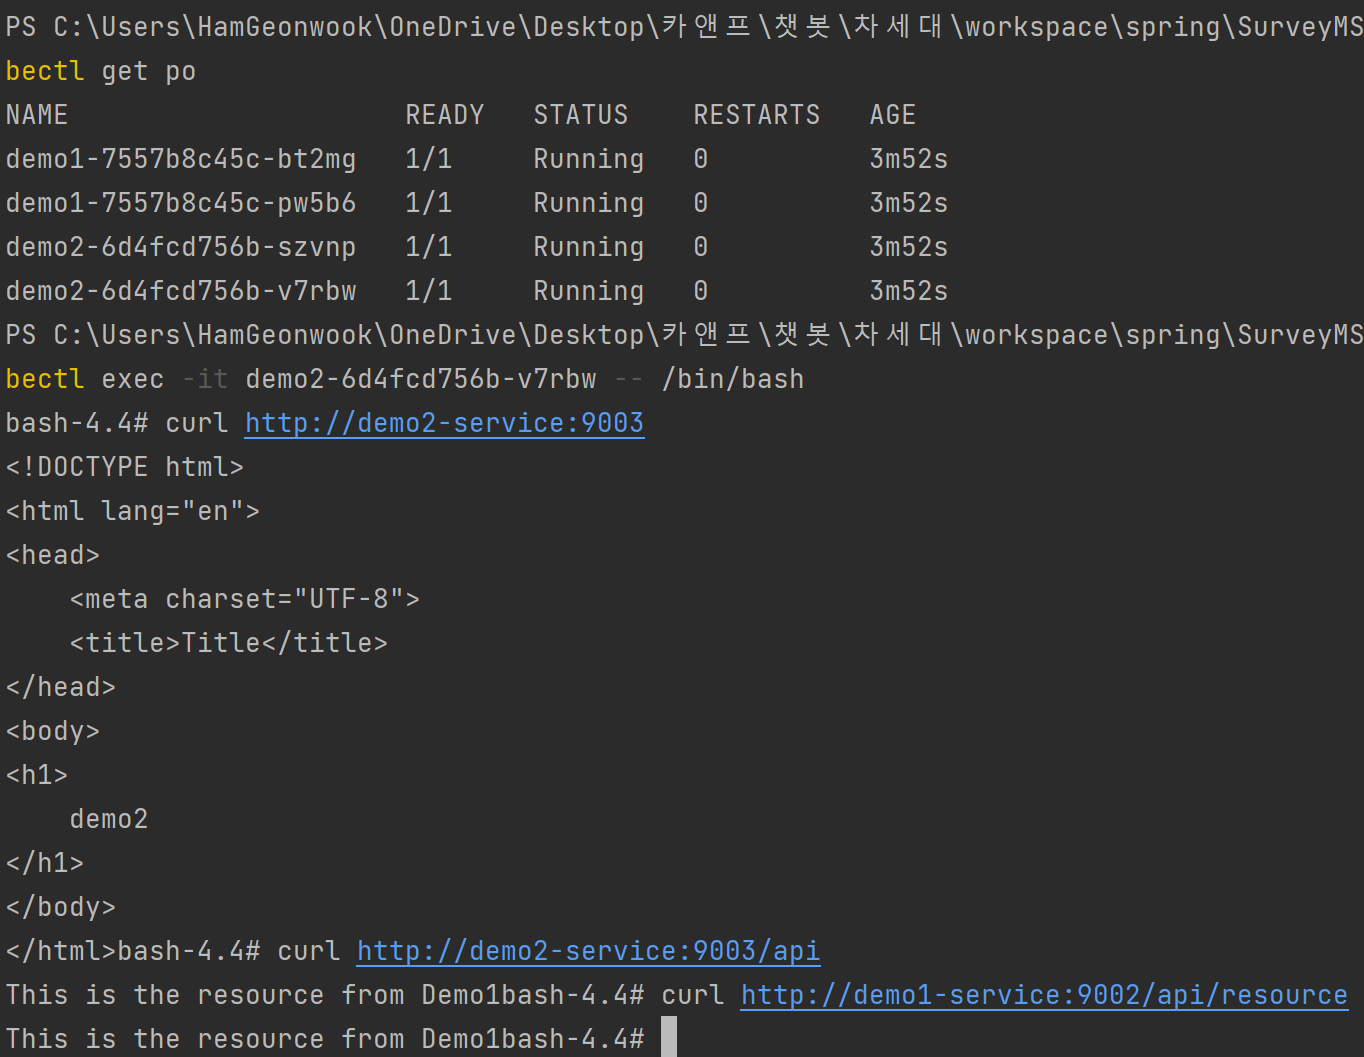 PS C:\Users\HamGeonwook\OneDrive\Desktop\카앤프\챗봇\차세대\workspace\spring\SurveyMS
bectl get po
NAME                     READY   STATUS    RESTARTS   AGE
demo1-7557b8c45c-bt2mg   1/1     Running   0          3m52s
demo1-7557b8c45c-pw5b6   1/1     Running   0          3m52s
demo2-6d4fcd756b-szvnp   1/1     Running   0          3m52s
demo2-6d4fcd756b-v7rbw   1/1     Running   0          3m52s
PS C:\Users\HamGeonwook\OneDrive\Desktop\카앤프\챗봇\차세대\workspace\spring\SurveyMS
bectl exec -it demo2-6d4fcd756b-v7rbw -- /bin/bash
bash-4.4# curl http://demo2-service:9003
<!DOCTYPE html>
<html lang="en">
<head>
    <meta charset="UTF-8">
    <title>Title</title>
</head>
<body>
<h1>
    demo2
</h1>
</body>
</html>bash-4.4# curl http://demo2-service:9003/api
This is the resource from Demo1bash-4.4# curl http://demo1-service:9002/api/resource
This is the resource from Demo1bash-4.4#